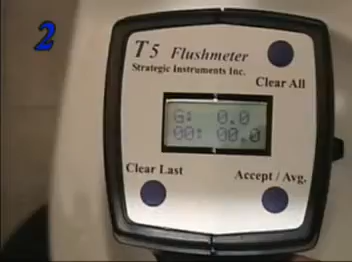 2
T5 Flushmeter
Strategic Instruments Inc.
Clear All
G: 0.0
00: 00.0
Clear Last
Accept / Avg.